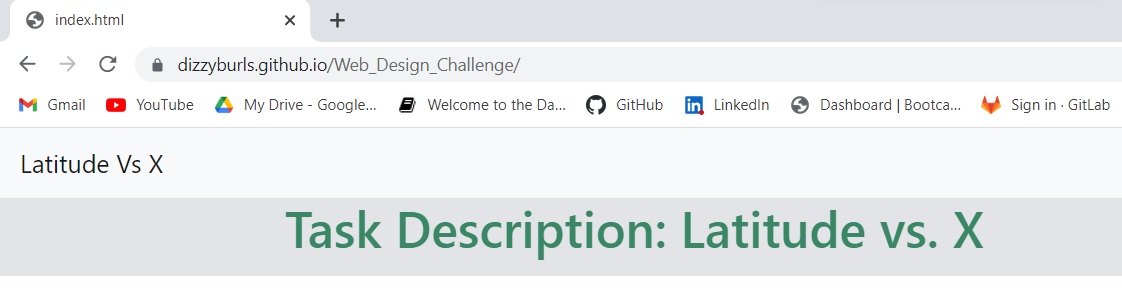 index.html
dizzyburls.github.io/Web_Design_Challenge/
Gmail YouTube My Drive - Google... Welcome to the Da... GitHub LinkedIn Dashboard | Bootca... Sign in · GitLab
Latitude Vs X
Task Description: Latitude vs. X